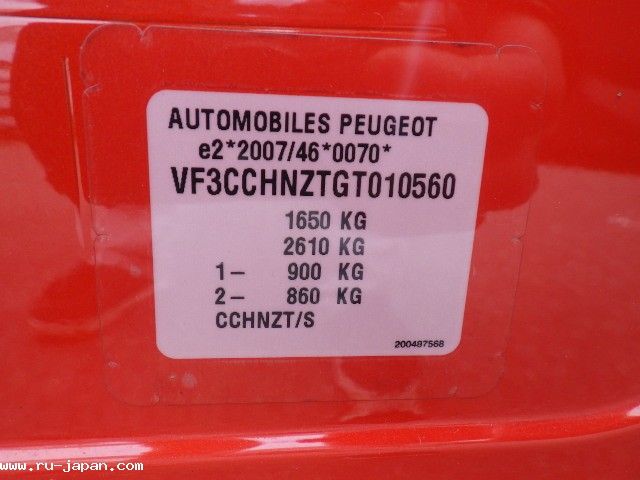 AUTOMOBILES PEUGEOT
e2*2007/46*0070*
VF3CCHNZTGT010560
1650 KG
2610 KG
1– 900 KG
2– 860 KG
CCHNZT/S
200487568
www.ru-japan.com